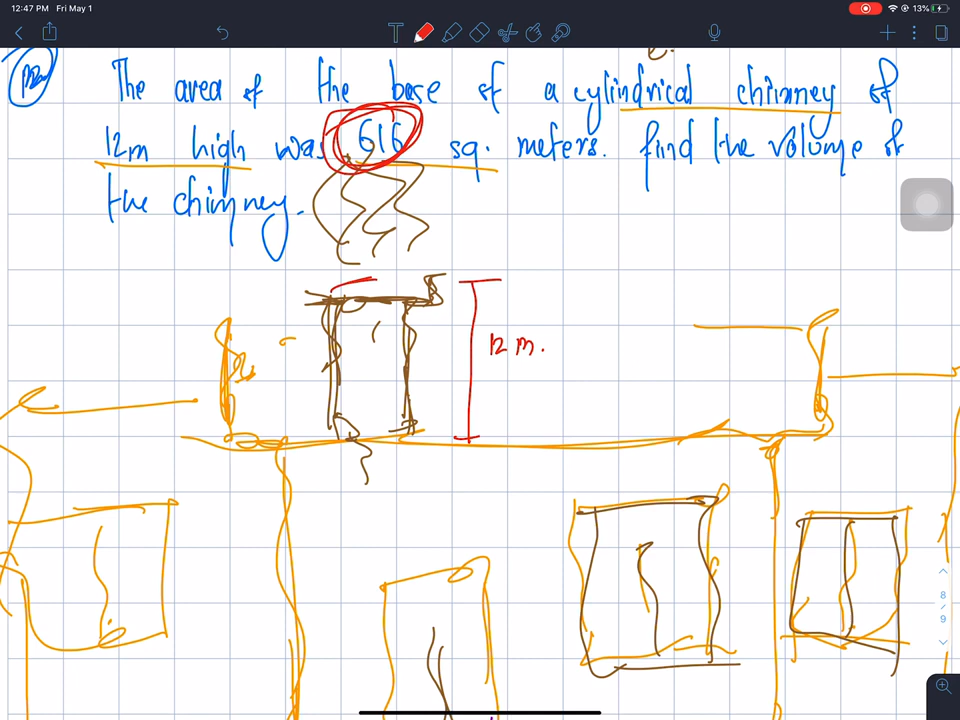 12:47 PM Fri May 1
13%
The area of the base of a cylindrical chimney of
12m high was 616 sq. meters. find the volume of
the chimney.
12 m.
8
/
9